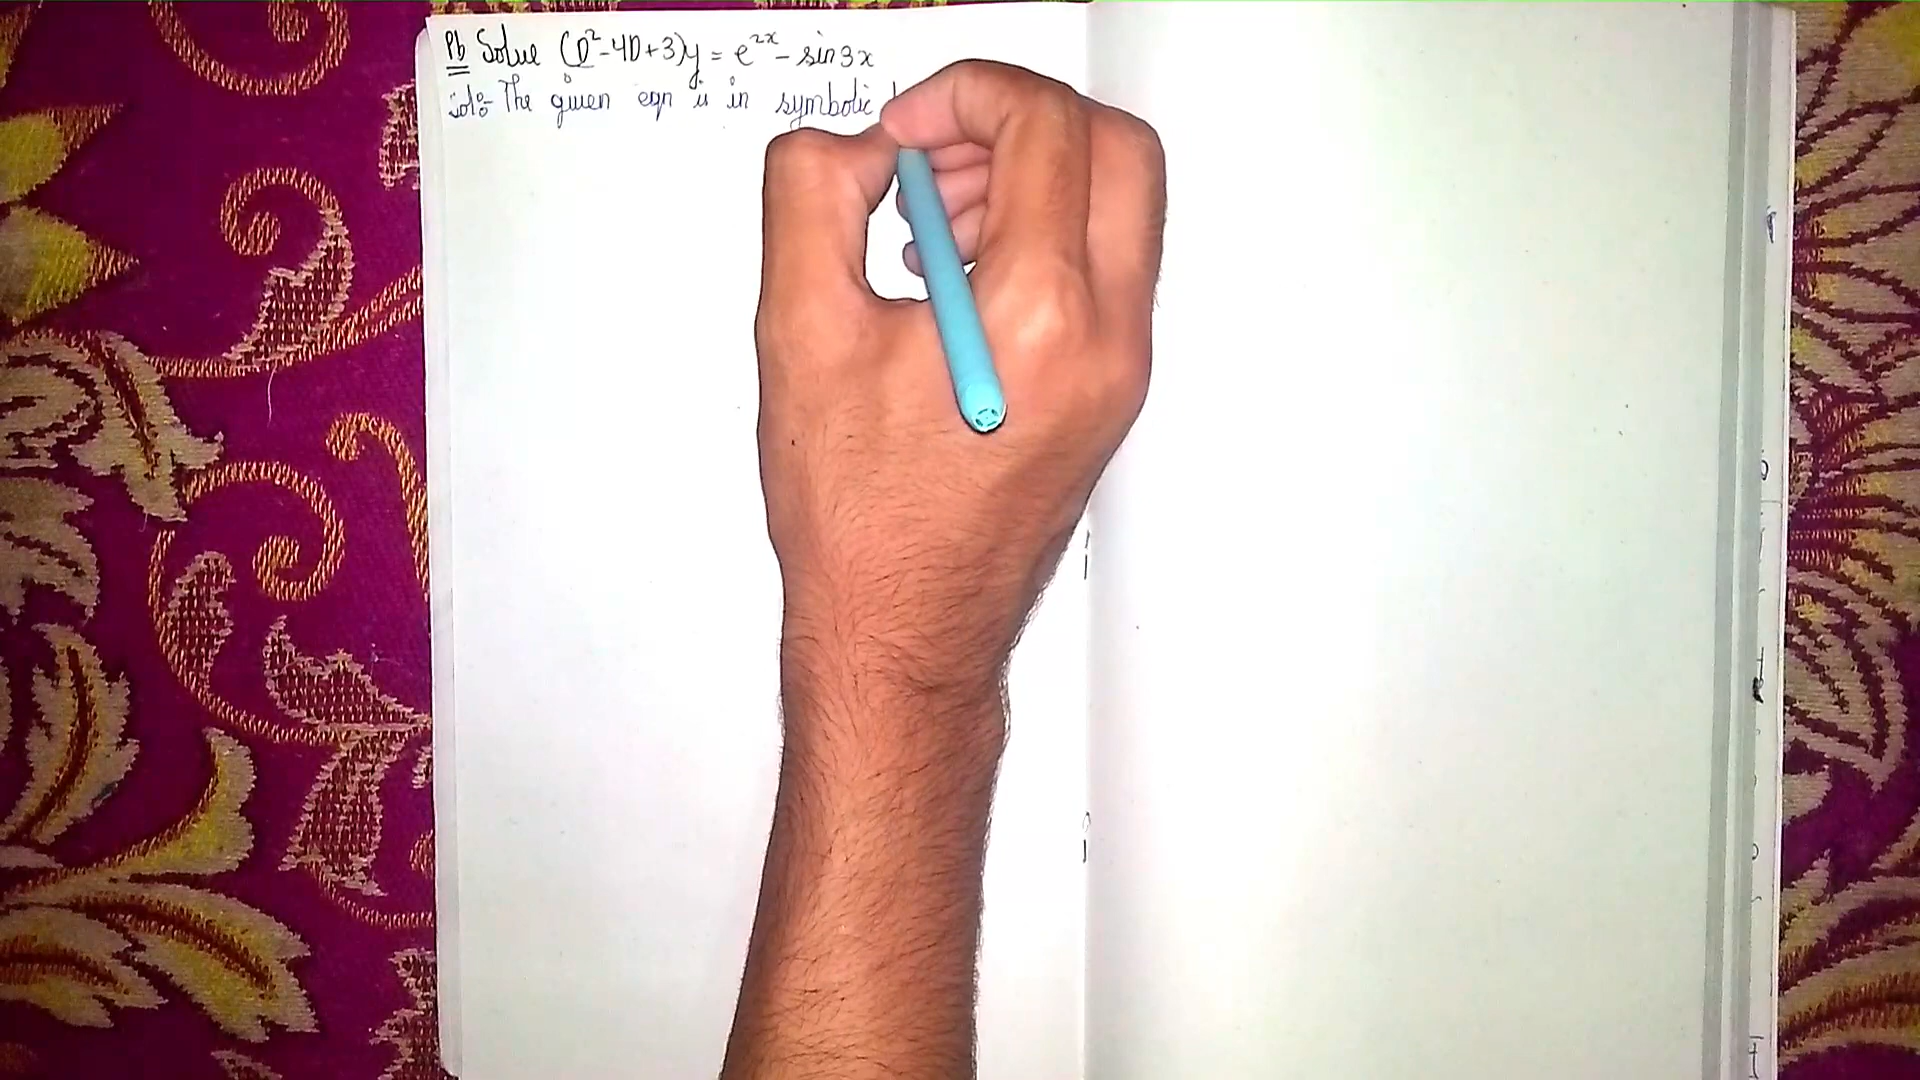 Pb Solve (D²-4D+3)y = e²ˣ - sin3x
Sol:- The given eqn is in symbolic